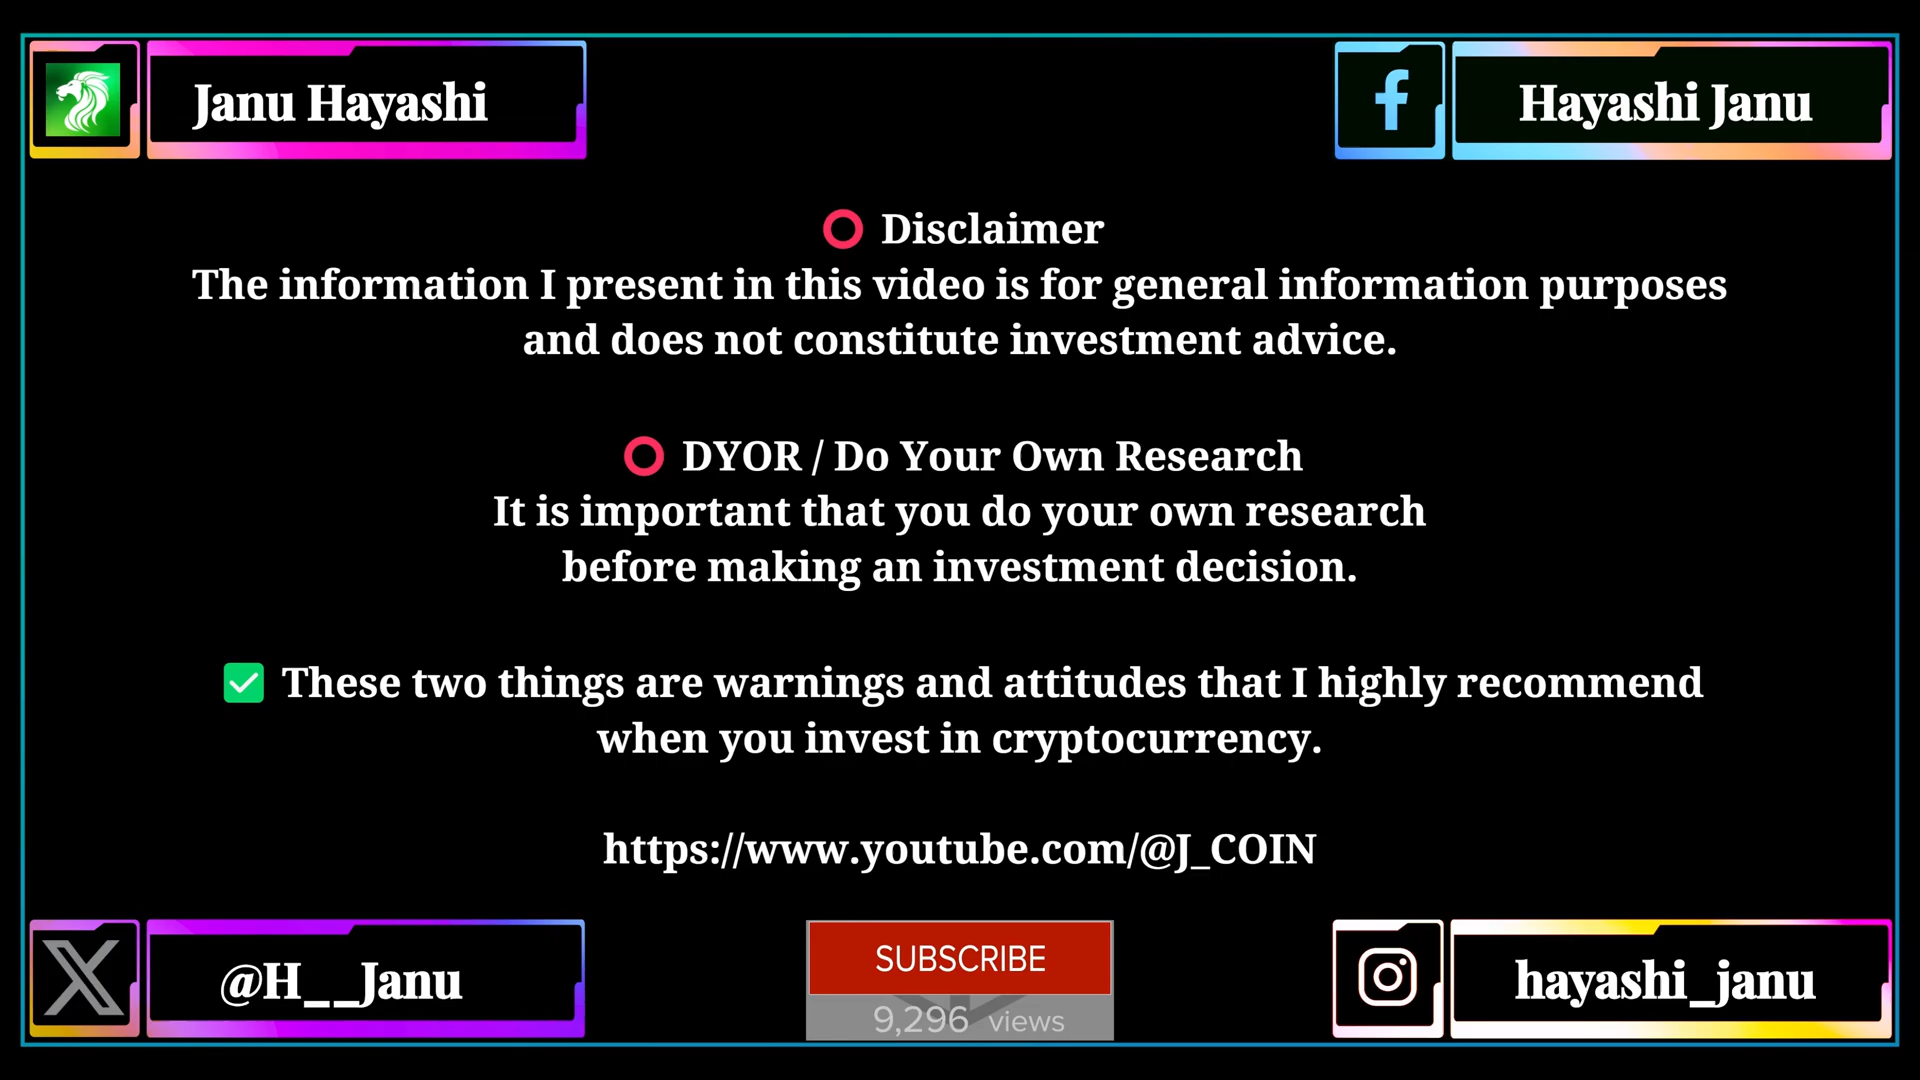 Janu Hayashi
Hayashi Janu
⭕ Disclaimer
The information I present in this video is for general information purposes
and does not constitute investment advice.
⭕ DYOR / Do Your Own Research
It is important that you do your own research
before making an investment decision.
✅ These two things are warnings and attitudes that I highly recommend
when you invest in cryptocurrency.
https://www.youtube.com/@J_COIN
@H__Janu
SUBSCRIBE
9,296 views
hayashi_janu